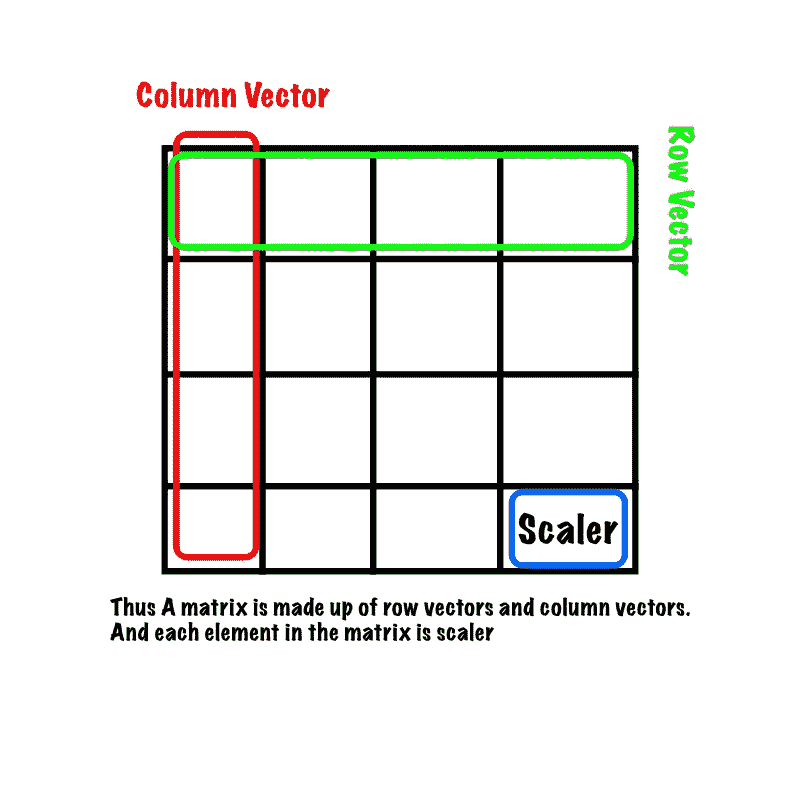 Column Vector
Row Vector
Scaler
Thus A matrix is made up of row vectors and column vectors.
And each element in the matrix is scaler